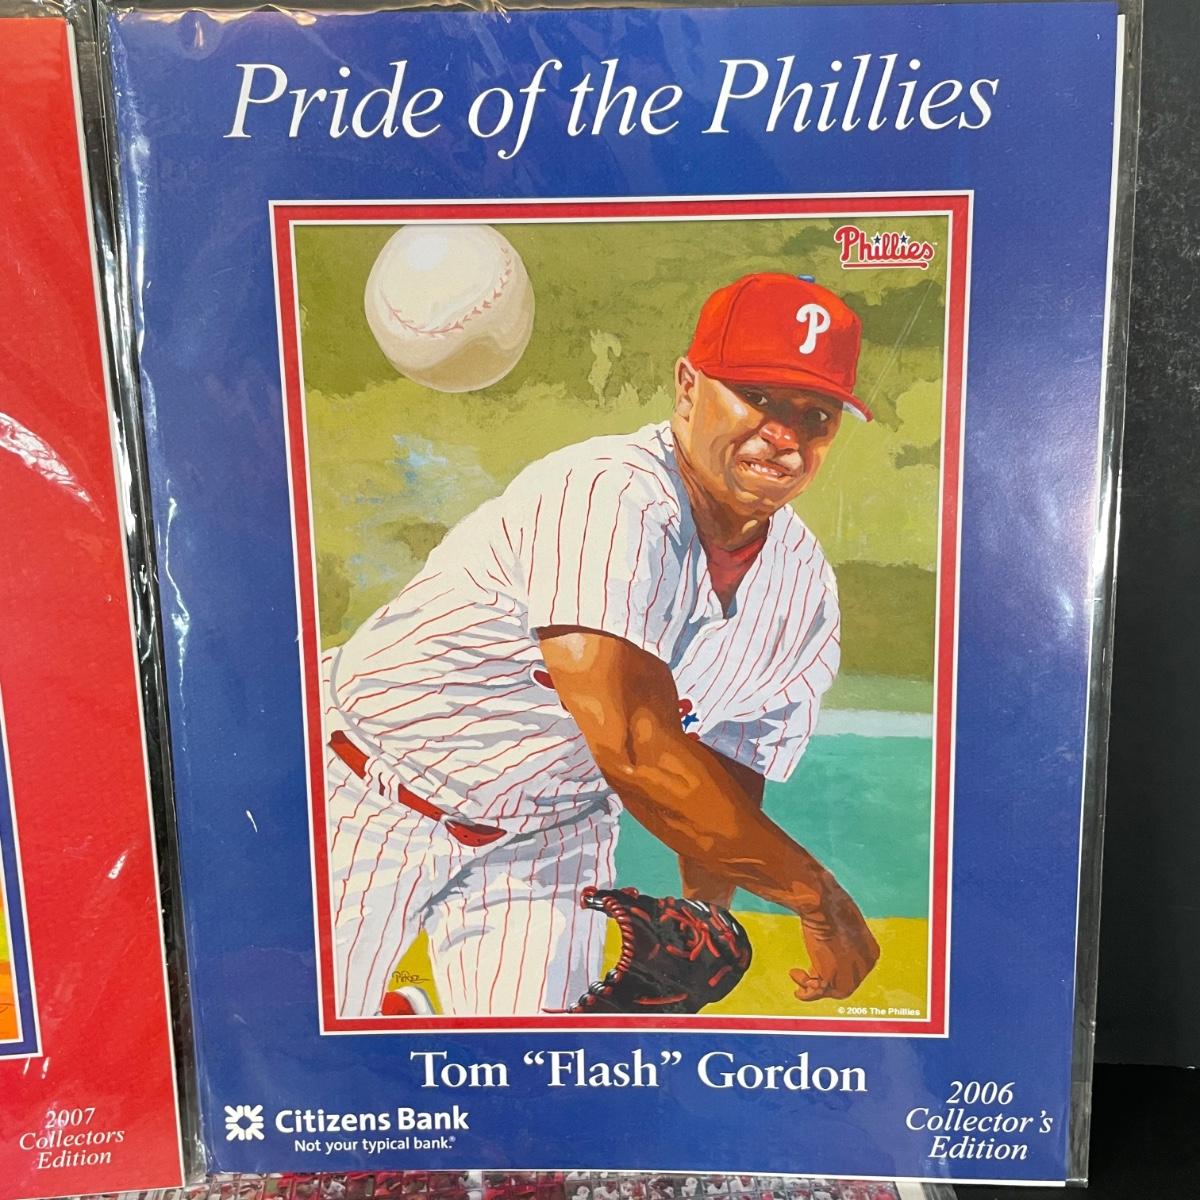 Pride of the Phillies
Phillies
P
© 2006 The Phillies
Tom “Flash” Gordon
Citizens Bank
Not your typical bank.®
2006
Collector's
Edition
2007
Collectors
Edition